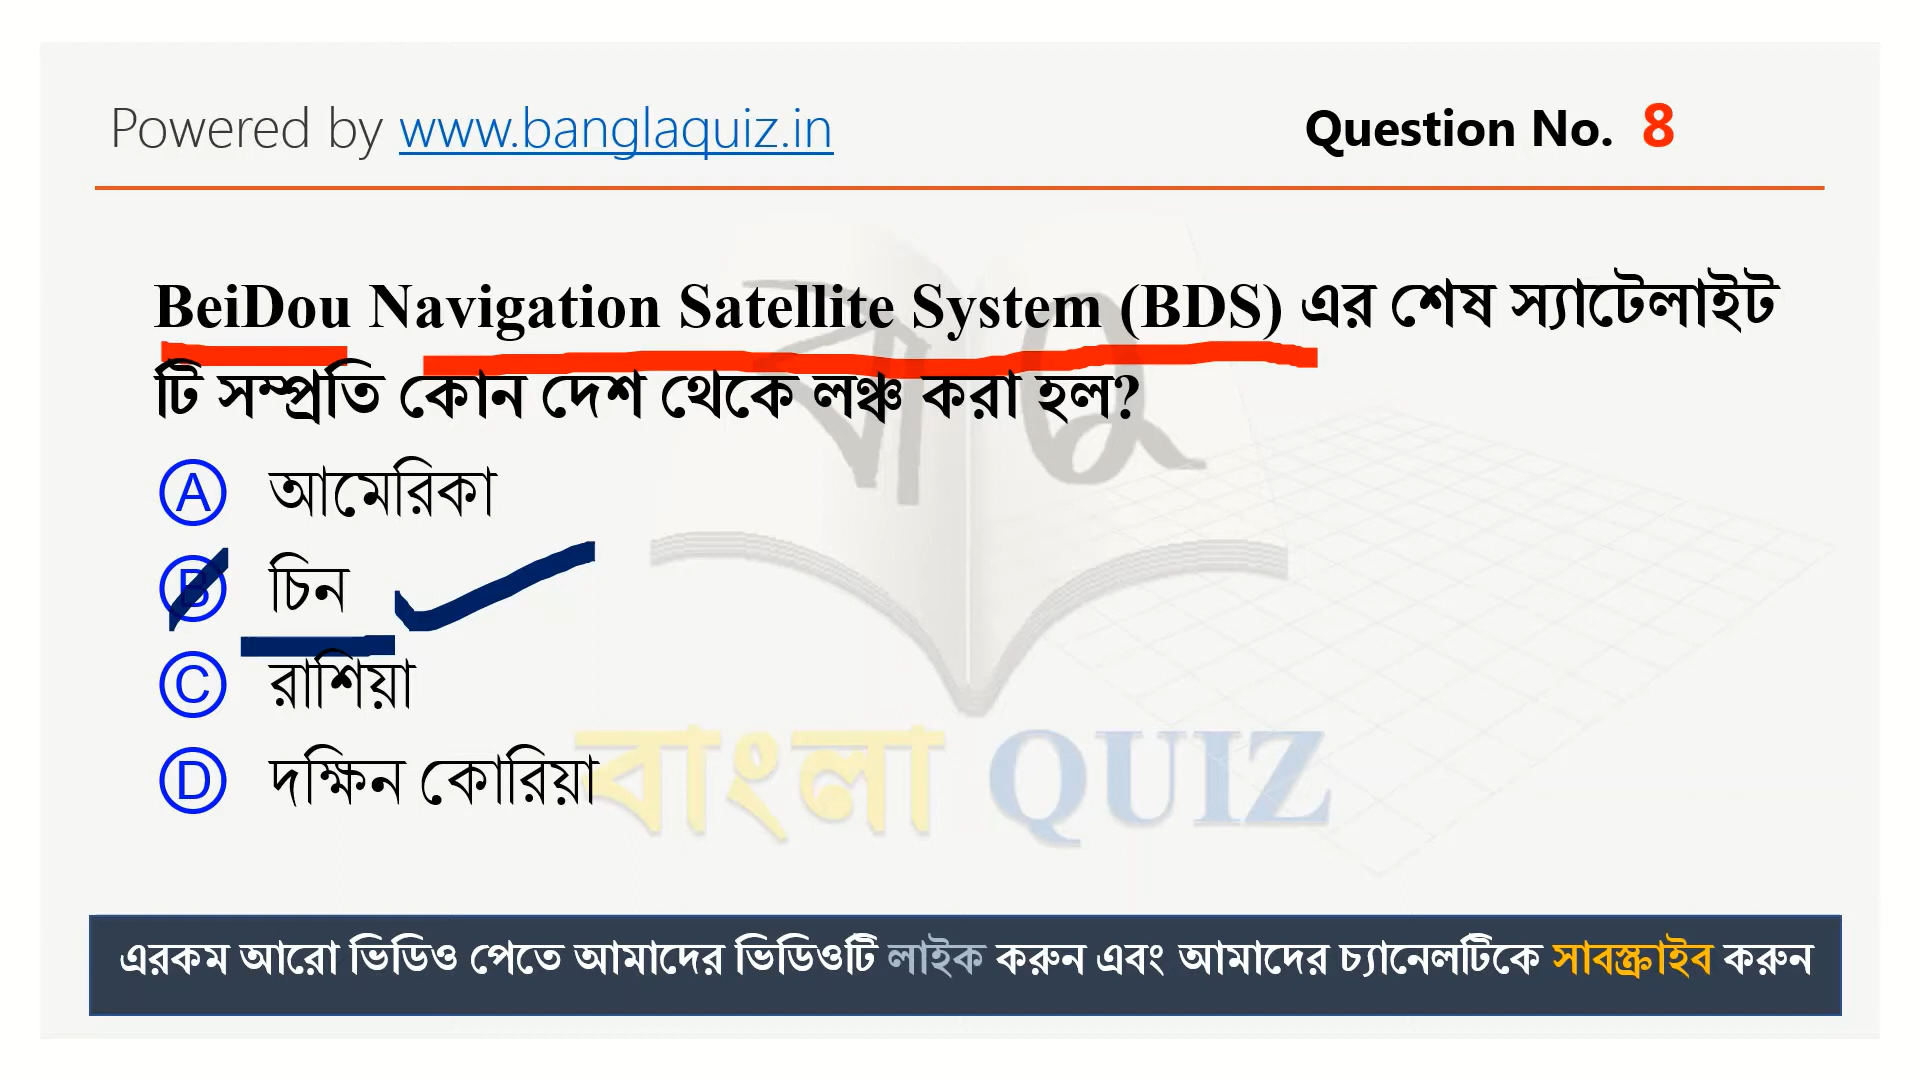 Powered by www.banglaquiz.in
Question No. 8
BeiDou Navigation Satellite System (BDS) এর শেষ স্যাটেলাইট
টি সম্প্রতি কোন দেশ থেকে লঞ্চ করা হল?
A আমেরিকা
B চিন
C রাশিয়া
D দক্ষিন কোরিয়া
বা Q
বাংলা QUIZ
এরকম আরো ভিডিও পেতে আমাদের ভিডিওটি লাইক করুন এবং আমাদের চ্যানেলটিকে সাবস্ক্রাইব করুন